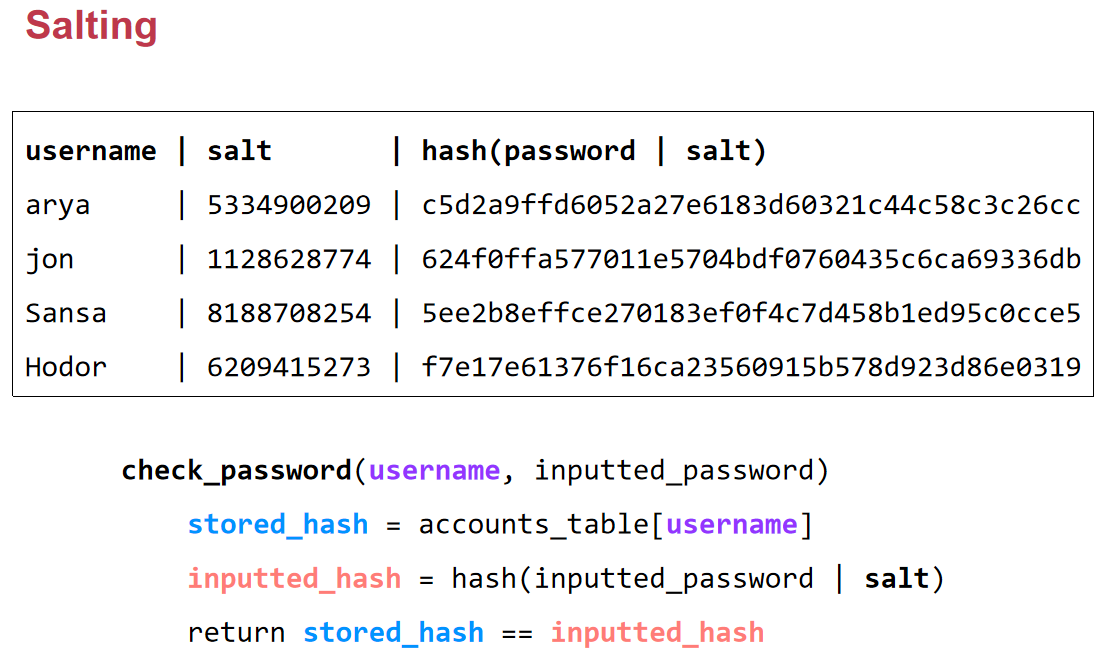 Salting
username | salt | hash(password | salt)
arya | 5334900209 | c5d2a9ffd6052a27e6183d60321c44c58c3c26cc
jon | 1128628774 | 624f0ffa577011e5704bdf0760435c6ca69336db
Sansa | 8188708254 | 5ee2b8effce270183ef0f4c7d458b1ed95c0cce5
Hodor | 6209415273 | f7e17e61376f16ca23560915b578d923d86e0319
check_password(username, inputted_password)
stored_hash = accounts_table[username]
inputted_hash = hash(inputted_password | salt)
return stored_hash == inputted_hash